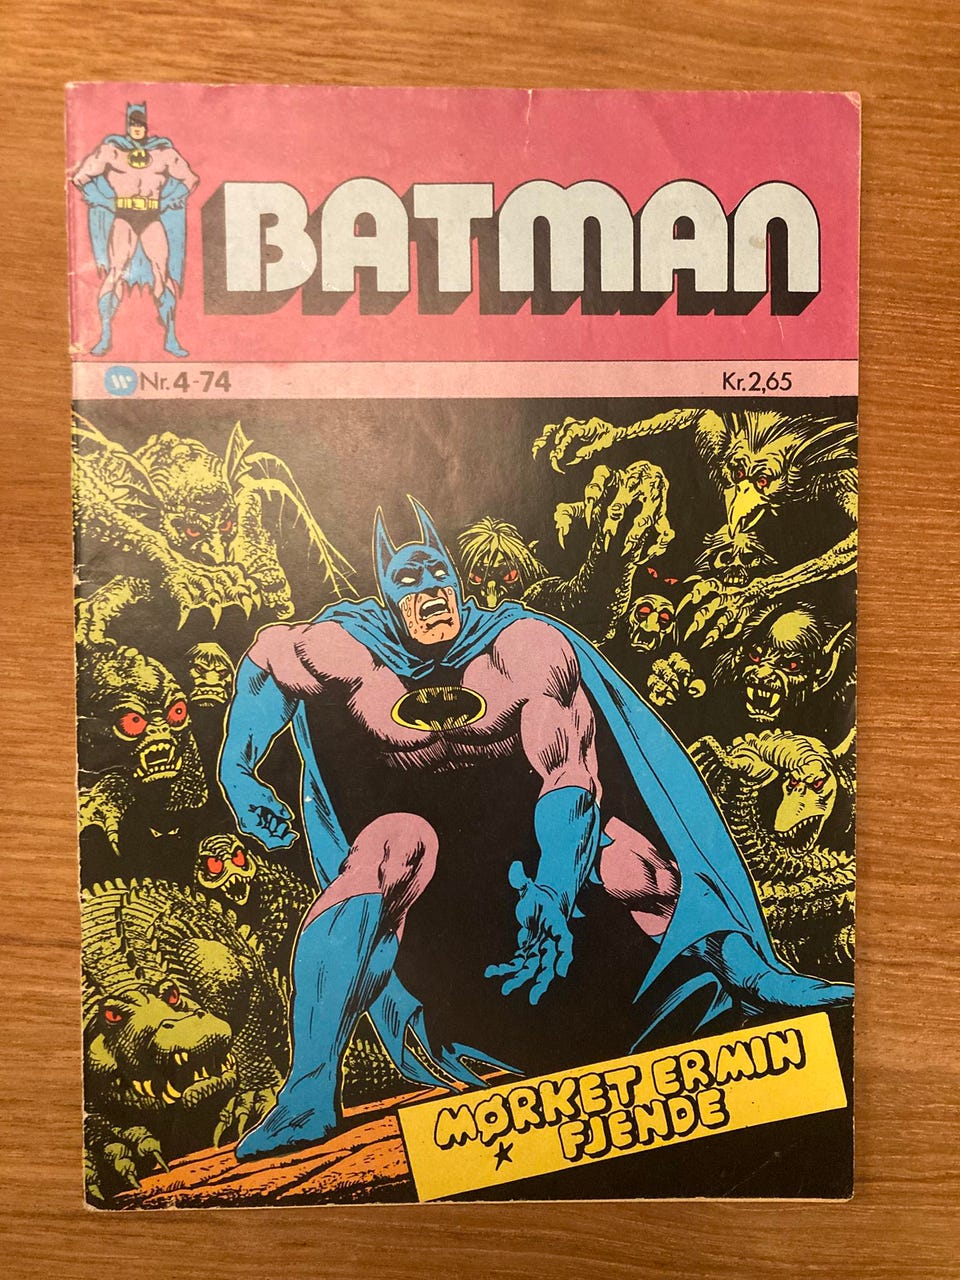 BATMAN
Nr. 4-74
Kr. 2,65
MØRKET ER MIN
FJENDE